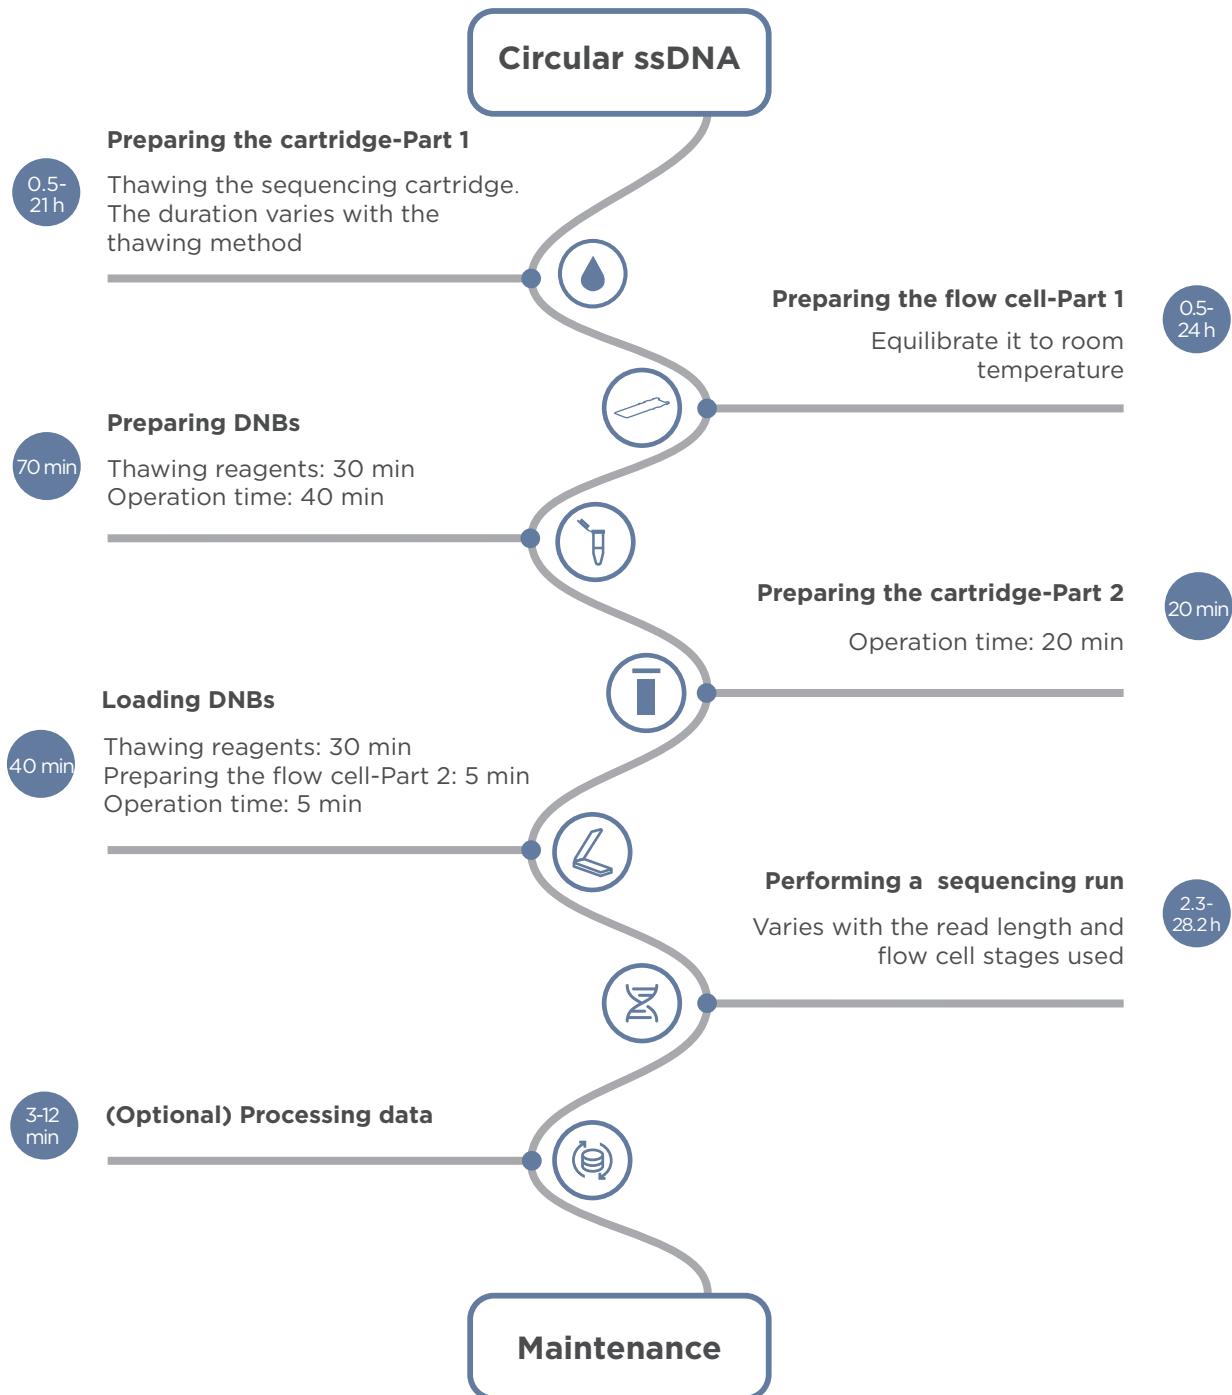 Circular ssDNA
Preparing the cartridge-Part 1
0.5-
21 h
Thawing the sequencing cartridge.
The duration varies with the
thawing method
Preparing the flow cell-Part 1
0.5-
24 h
Equilibrate it to room
temperature
Preparing DNBs
70 min
Thawing reagents: 30 min
Operation time: 40 min
Preparing the cartridge-Part 2
20 min
Operation time: 20 min
Loading DNBs
40 min
Thawing reagents: 30 min
Preparing the flow cell-Part 2: 5 min
Operation time: 5 min
Performing a  sequencing run
2.3-
28.2 h
Varies with the read length and
flow cell stages used
3-12
min
(Optional) Processing data
Maintenance